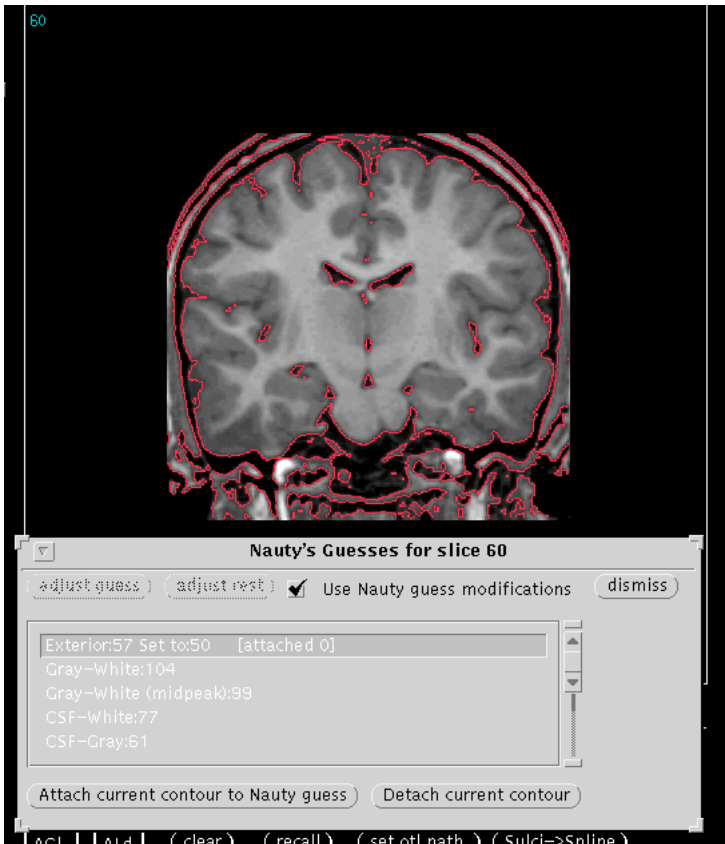 60
Nauty's Guesses for slice 60
adjust guess adjust rest Use Nauty guess modifications dismiss
Exterior:57 Set to:50 [attached 0]
Gray-White:104
Gray-White (midpeak):99
CSF-White:77
CSF-Gray:61
Attach current contour to Nauty guess Detach current contour
(clear) (recall) (set otl path) (Sulci->Spline)